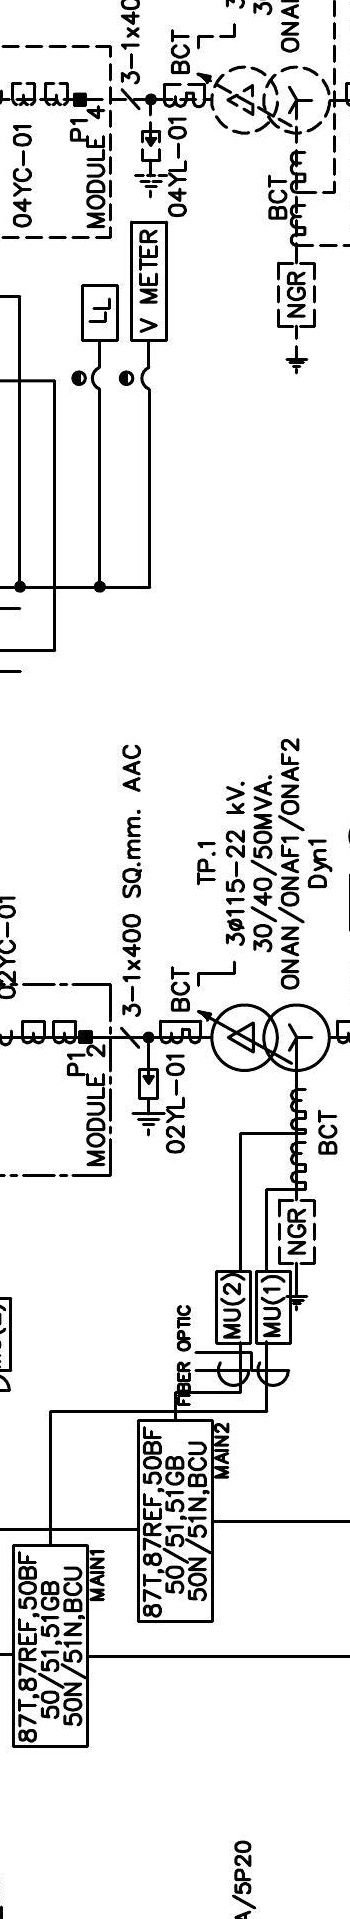 04YC-01
P1
4
MODULE
3-1x40
BCT
04YL-01
ONAN
BCT
NGR
LL
V METER
02YC-01
P1
2
MODULE
3-1x400 SQ.mm. AAC
BCT
02YL-01
TP.1
3ø115-22 kV.
30/40/50MVA.
ONAN/ONAF1/ONAF2
Dyn1
BCT
NGR
MU(2)
MU(1)
FIBER OPTIC
87T,87REF,50BF
50/51,51GB
50N/51N,BCU
MAIN2
87T,87REF,50BF
50/51,51GB
50N/51N,BCU
MAIN1
A/5P20